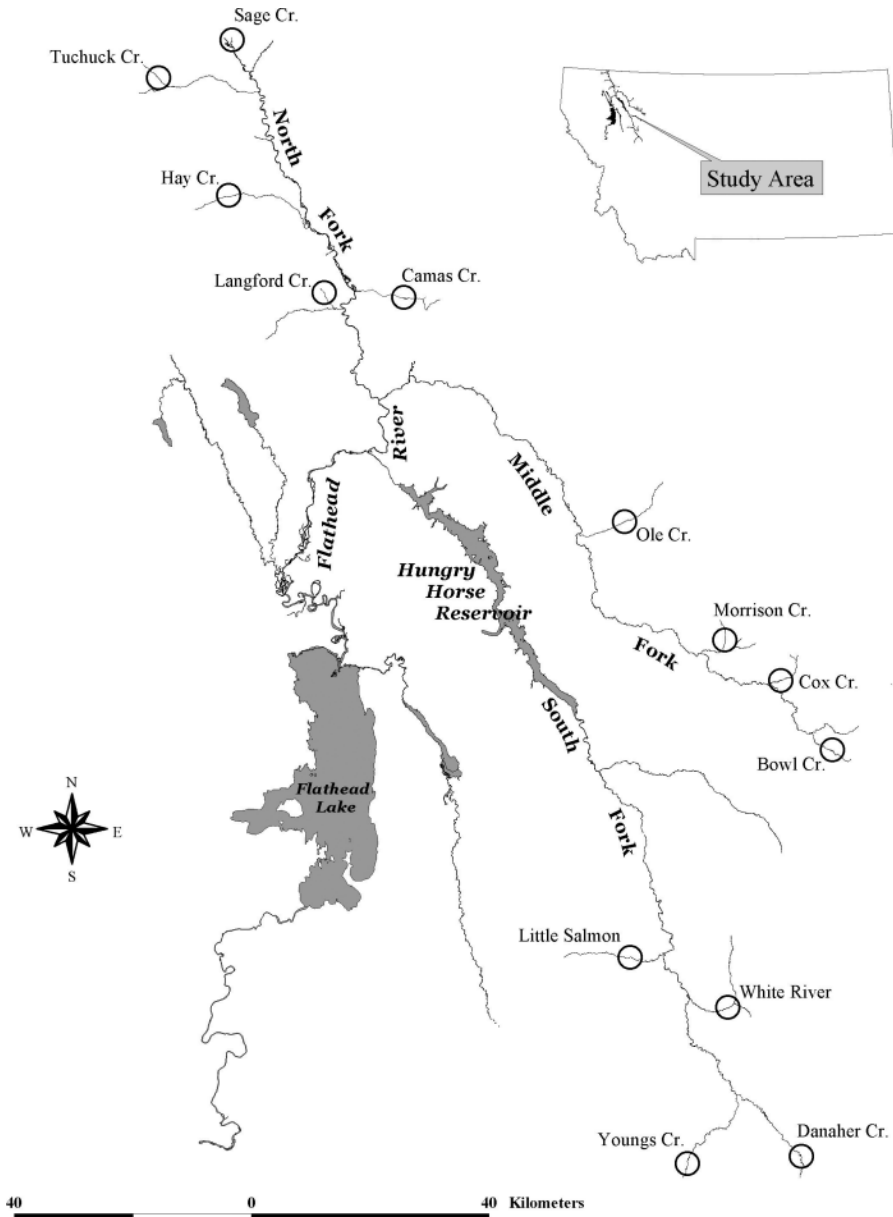 Sage Cr.
Tuchuck Cr.
North
Study Area
Hay Cr.
Fork
Langford Cr.
Camas Cr.
River
Middle
Flathead
Ole Cr.
Hungry
Horse
Reservoir
Morrison Cr.
Fork
Cox Cr.
South
Bowl Cr.
Flathead
Lake
N
W
E
S
Fork
Little Salmon
White River
Youngs Cr.
Danaher Cr.
40
0
40
Kilometers